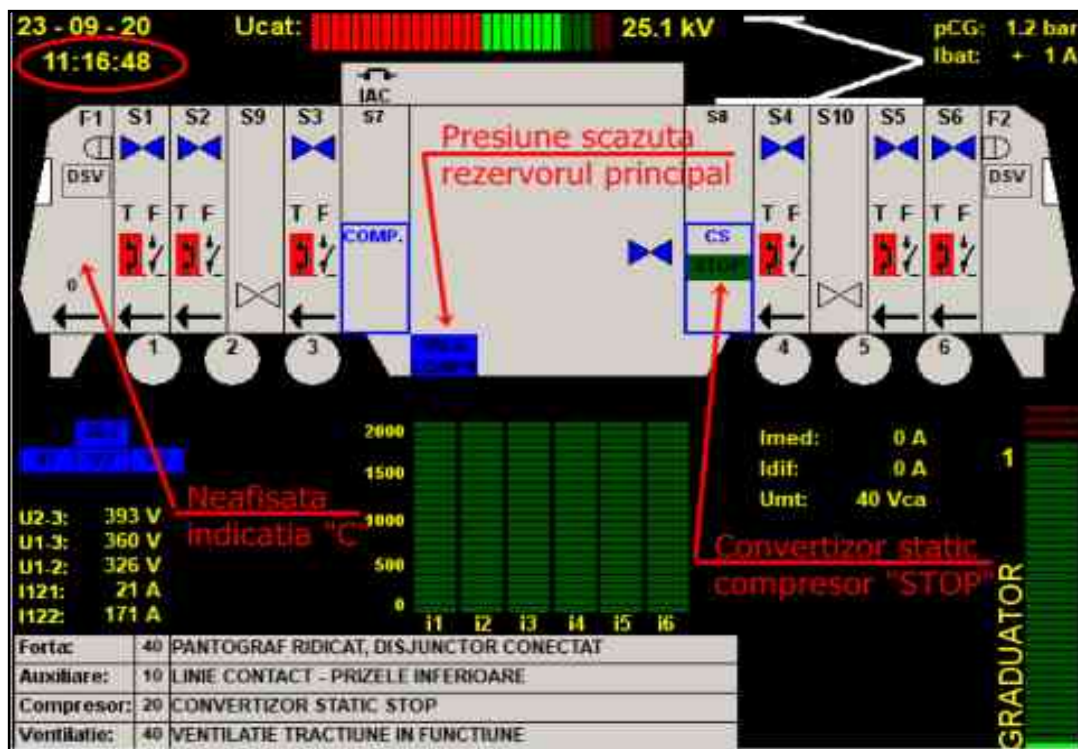 23 - 09 - 20
Ucat:
25.1 kV
pCG: 1.2 bar
11:16:48
Ibat: + 1 A
IAC
F1 S1 S2 S9 S3 S7 S8 S4 S10 S5 S6 F2
Presiune scazuta
rezervorul principal
DSV
DSV
T F T F T F T F T F T F
COMP.
CS
STOP
0
1 2 3 4 5 6
2000
1500
1000
500
0
i1 i2 i3 i4 i5 i6
Imed: 0 A
Idif: 0 A
Umt: 40 Vca
1
GRADUATOR
Neafisata
indicatia "C"
Convertizor static
compresor "STOP"
U2-3: 393 V
U1-3: 360 V
U1-2: 326 V
I121: 21 A
I122: 171 A
Forta: 40 PANTOGRAF RIDICAT, DISJUNCTOR CONECTAT
Auxiliare: 10 LINIE CONTACT - PRIZELE INFERIOARE
Compresor: 20 CONVERTIZOR STATIC STOP
Ventilatie: 40 VENTILATIE TRACTIUNE IN FUNCTIUNE